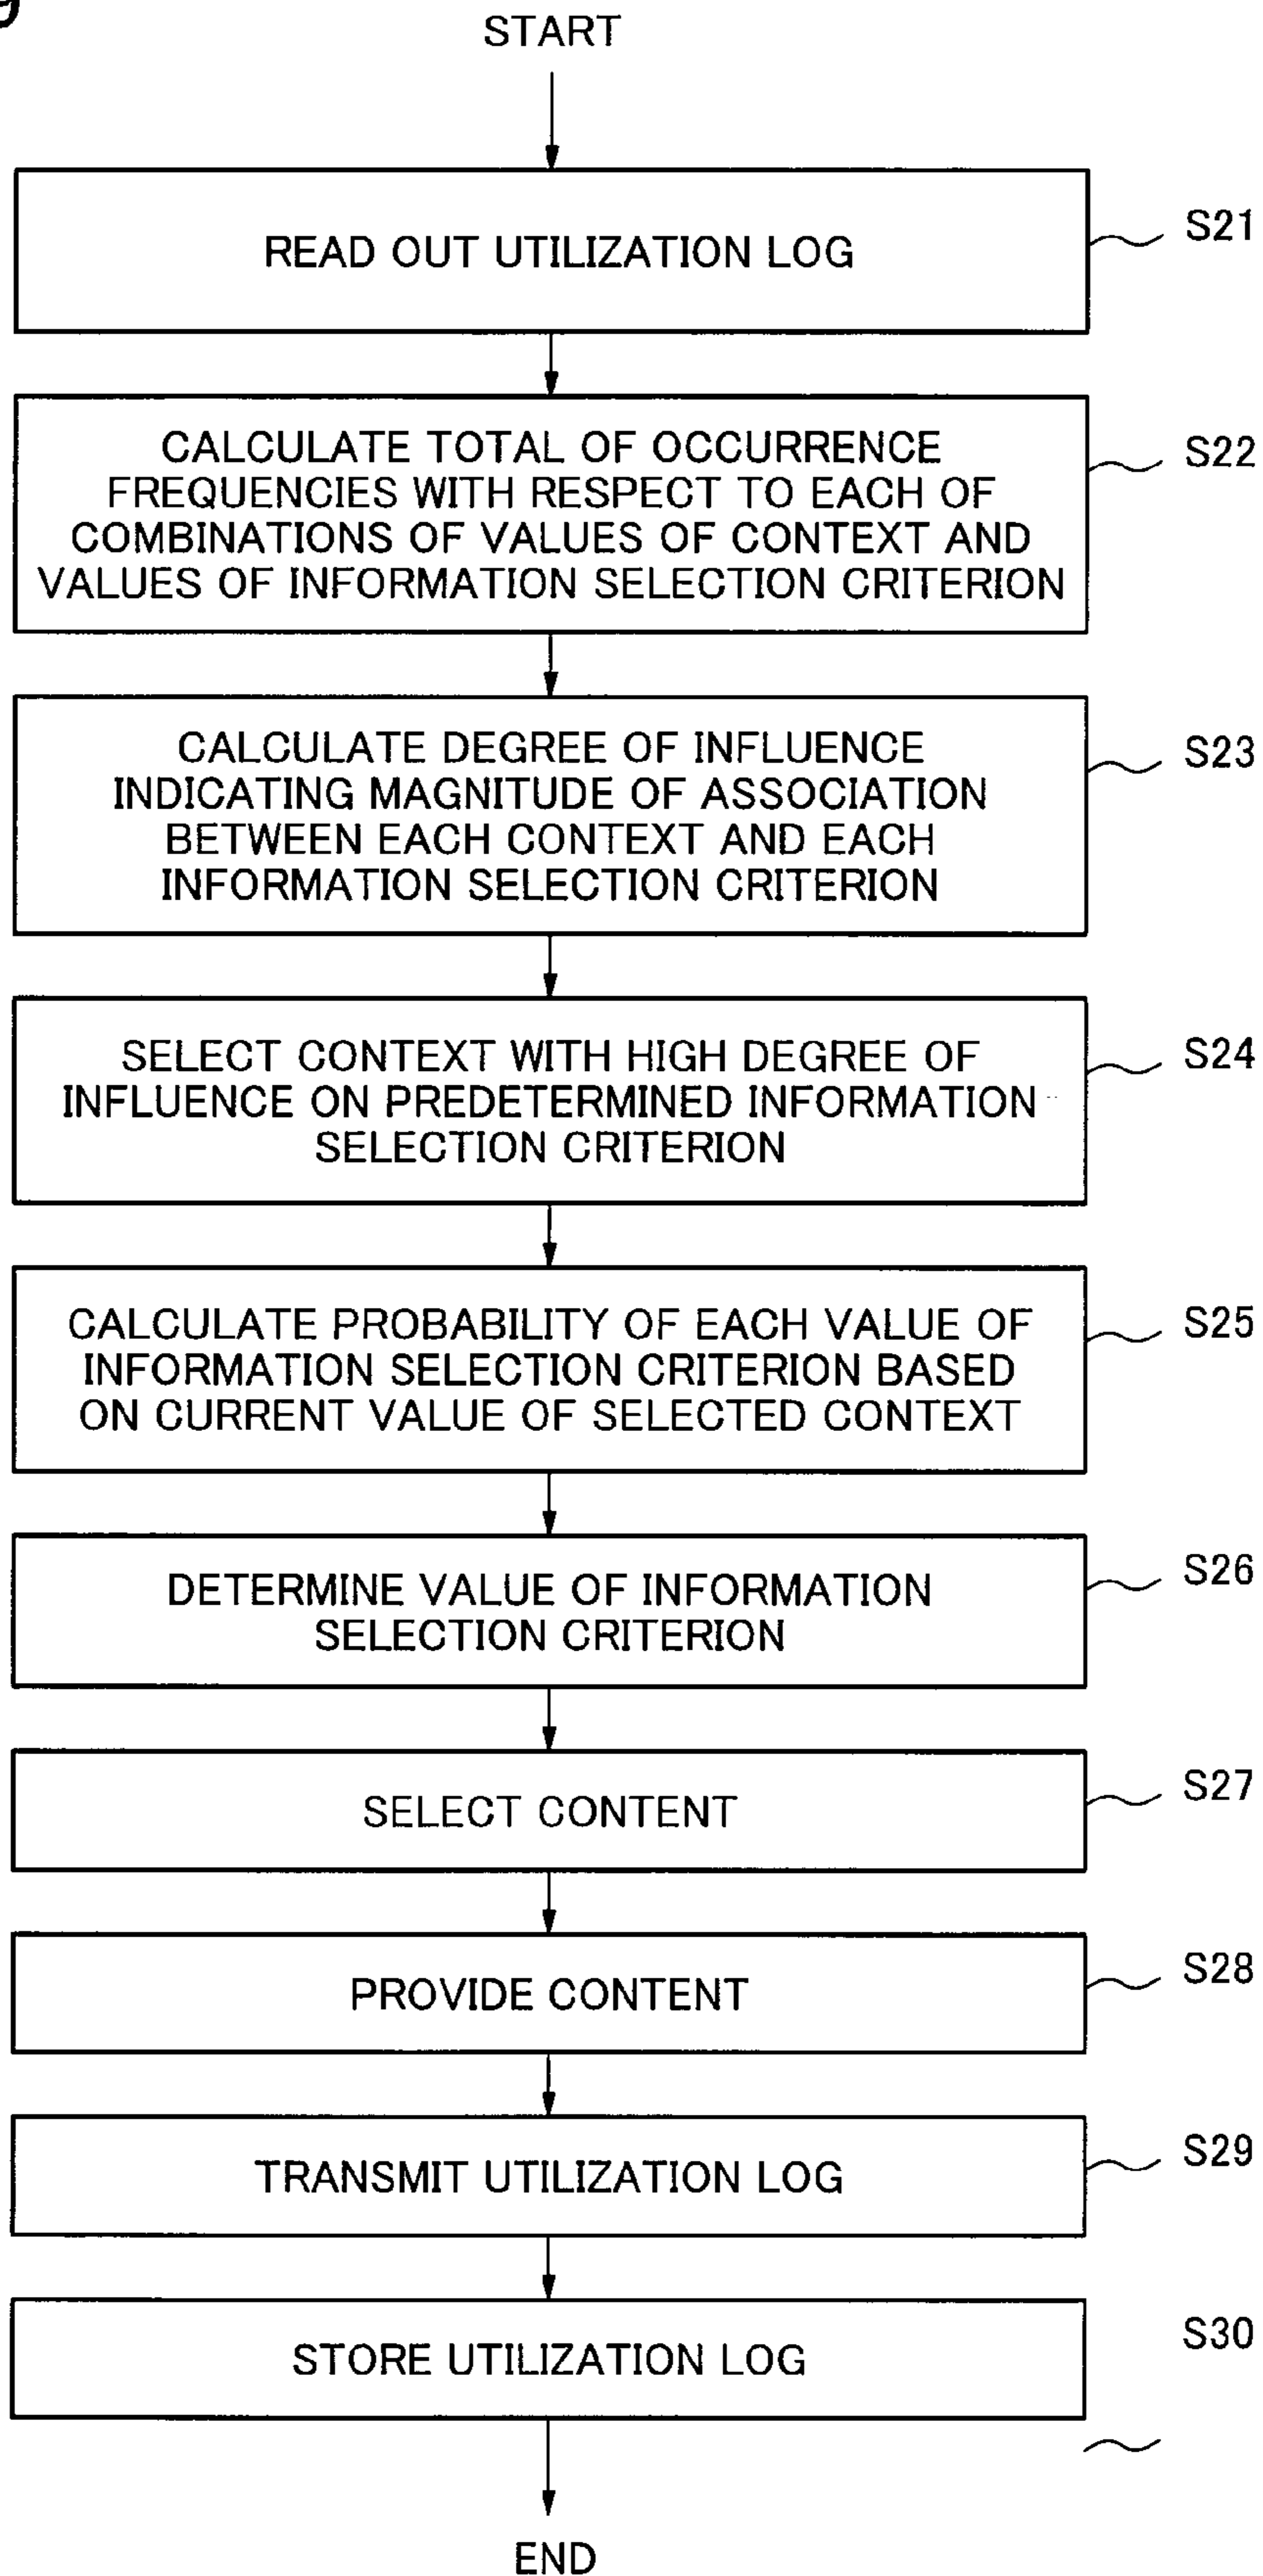 START
READ OUT UTILIZATION LOG
S21
CALCULATE TOTAL OF OCCURRENCE
FREQUENCIES WITH RESPECT TO EACH OF
COMBINATIONS OF VALUES OF CONTEXT AND
VALUES OF INFORMATION SELECTION CRITERION
S22
CALCULATE DEGREE OF INFLUENCE
INDICATING MAGNITUDE OF ASSOCIATION
BETWEEN EACH CONTEXT AND EACH
INFORMATION SELECTION CRITERION
S23
SELECT CONTEXT WITH HIGH DEGREE OF
INFLUENCE ON PREDETERMINED INFORMATION
SELECTION CRITERION
S24
CALCULATE PROBABILITY OF EACH VALUE OF
INFORMATION SELECTION CRITERION BASED
ON CURRENT VALUE OF SELECTED CONTEXT
S25
DETERMINE VALUE OF INFORMATION
SELECTION CRITERION
S26
SELECT CONTENT
S27
PROVIDE CONTENT
S28
TRANSMIT UTILIZATION LOG
S29
STORE UTILIZATION LOG
S30
END